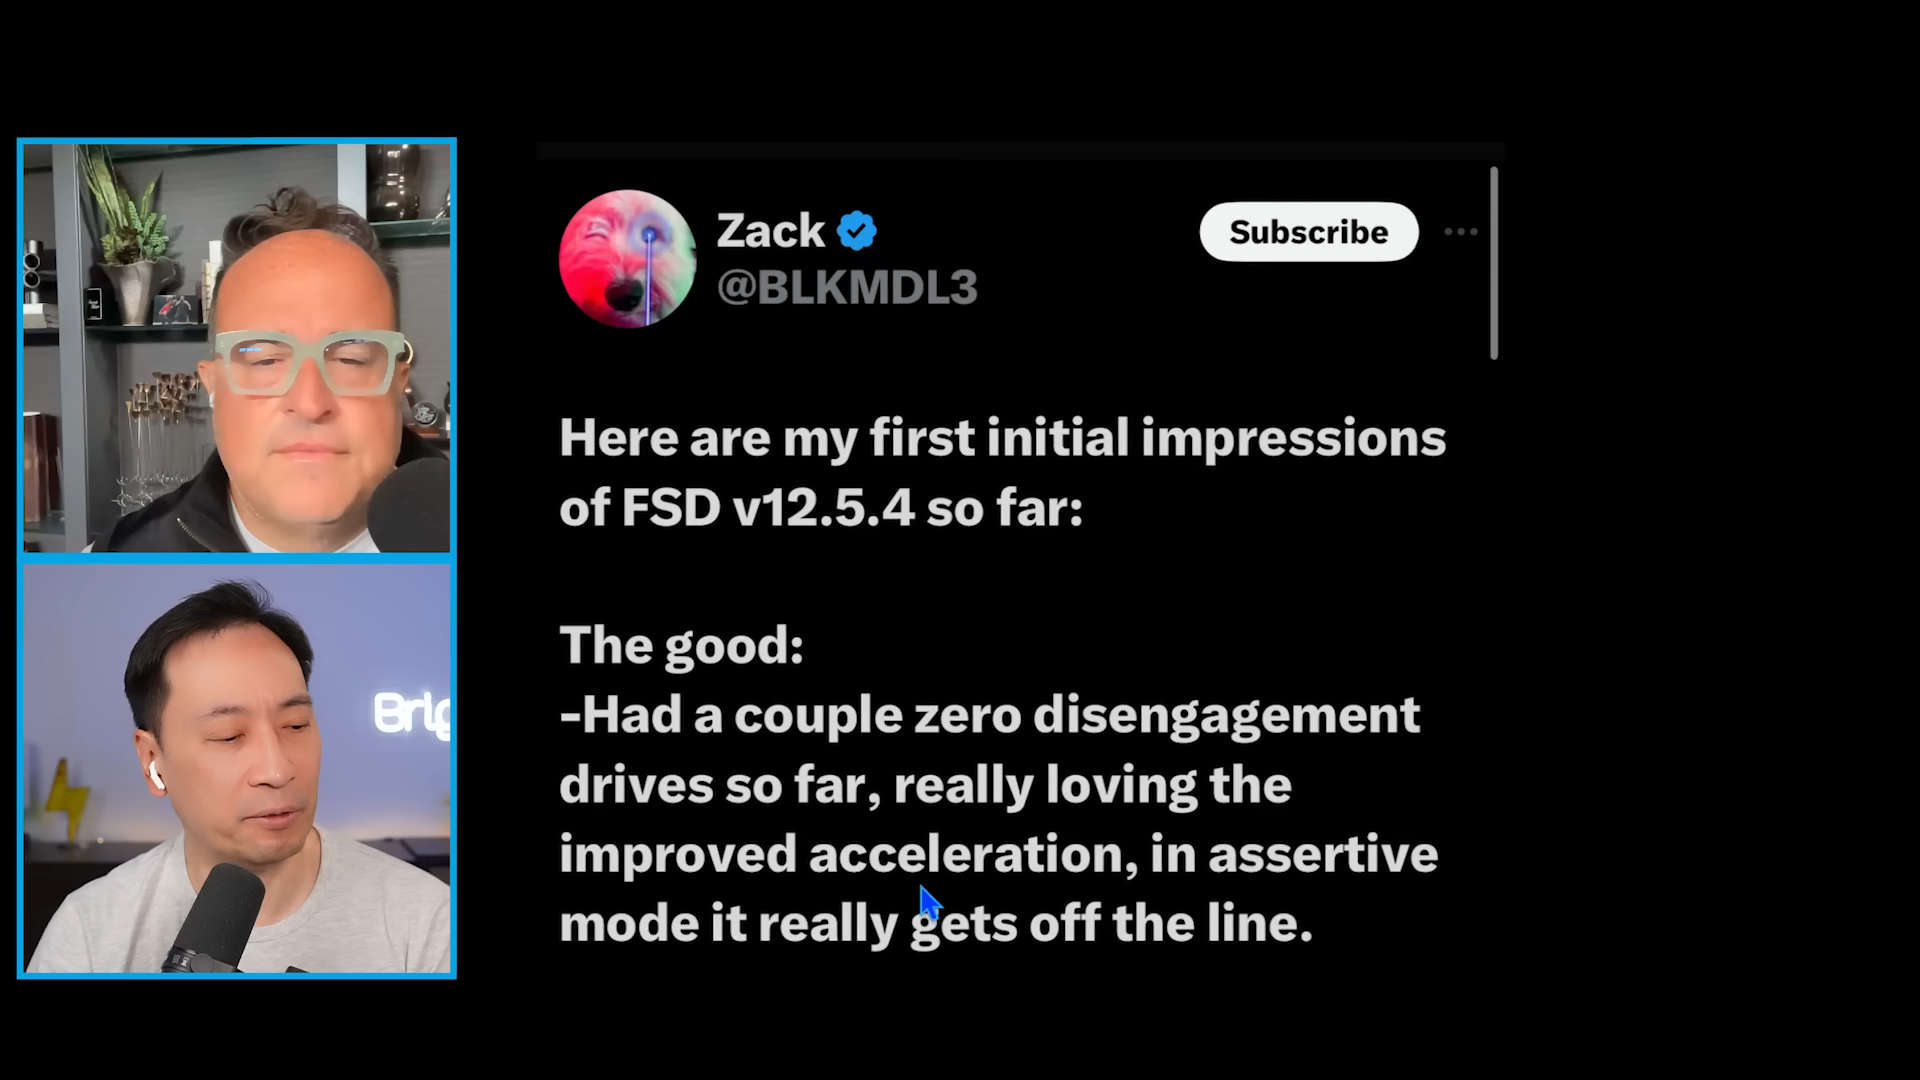 Zack
@BLKMDL3
Subscribe
Here are my first initial impressions
of FSD v12.5.4 so far:
The good:
-Had a couple zero disengagement
drives so far, really loving the
improved acceleration, in assertive
mode it really gets off the line.
Brig